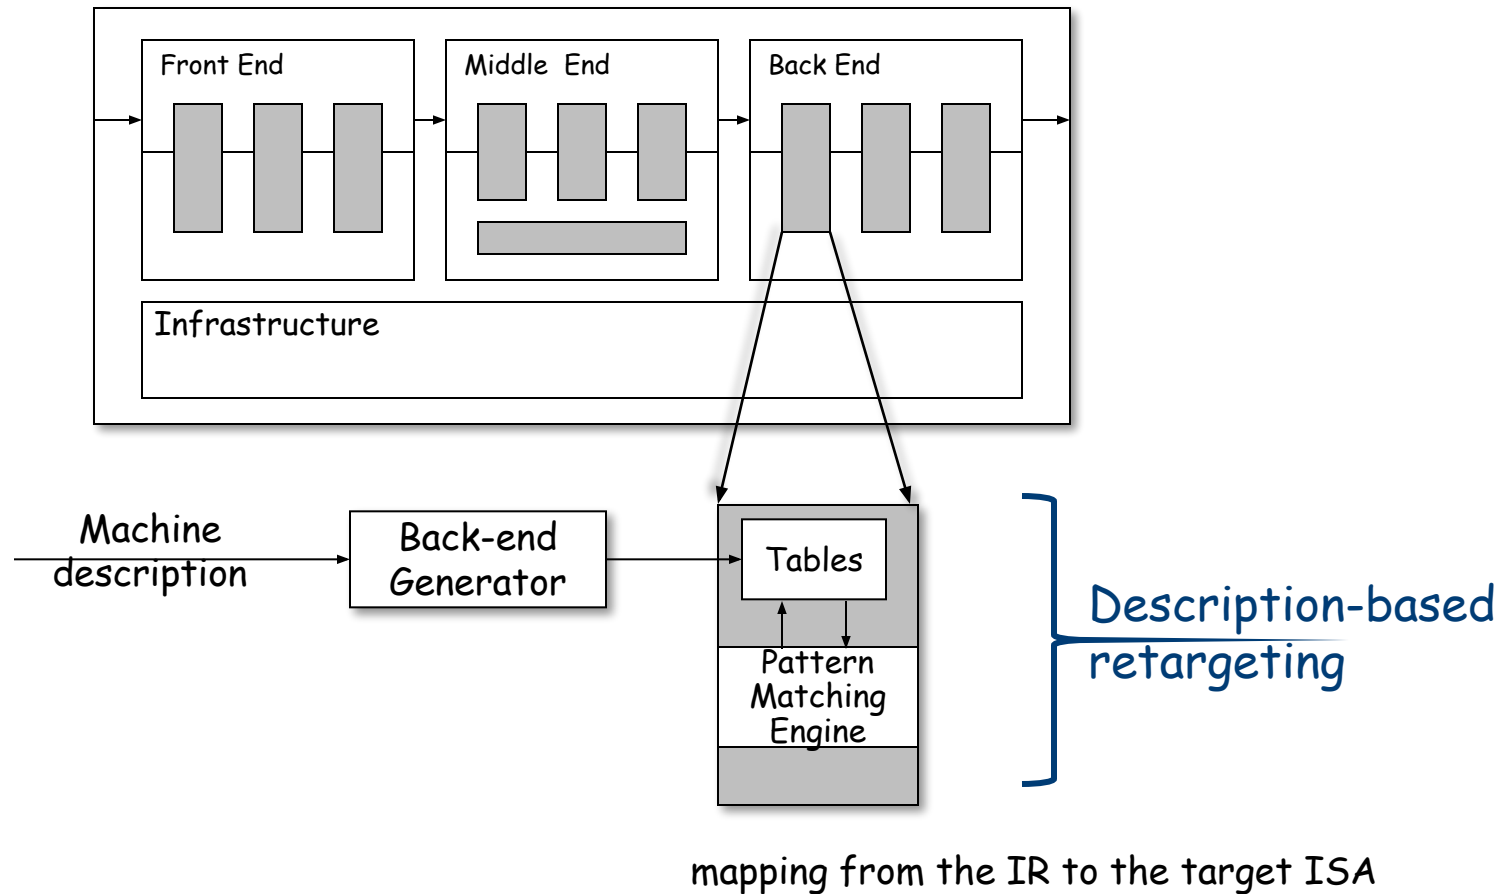 Front End
Middle End
Back End
Infrastructure
Machine
description
Back-end
Generator
Tables
Pattern
Matching
Engine
Description-based
retargeting
mapping from the IR to the target ISA